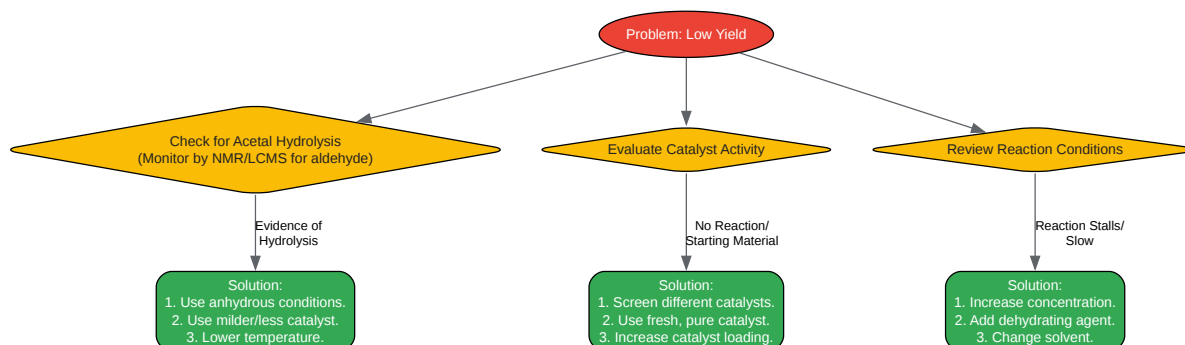 Problem: Low Yield
Check for Acetal Hydrolysis
(Monitor by NMR/LCMS for aldehyde)
Evaluate Catalyst Activity
Review Reaction Conditions
Evidence of
Hydrolysis
No Reaction/
Starting Material
Reaction Stalls/
Slow
Solution:
1. Use anhydrous conditions.
2. Use milder/less catalyst.
3. Lower temperature.
Solution:
1. Screen different catalysts.
2. Use fresh, pure catalyst.
3. Increase catalyst loading.
Solution:
1. Increase concentration.
2. Add dehydrating agent.
3. Change solvent.